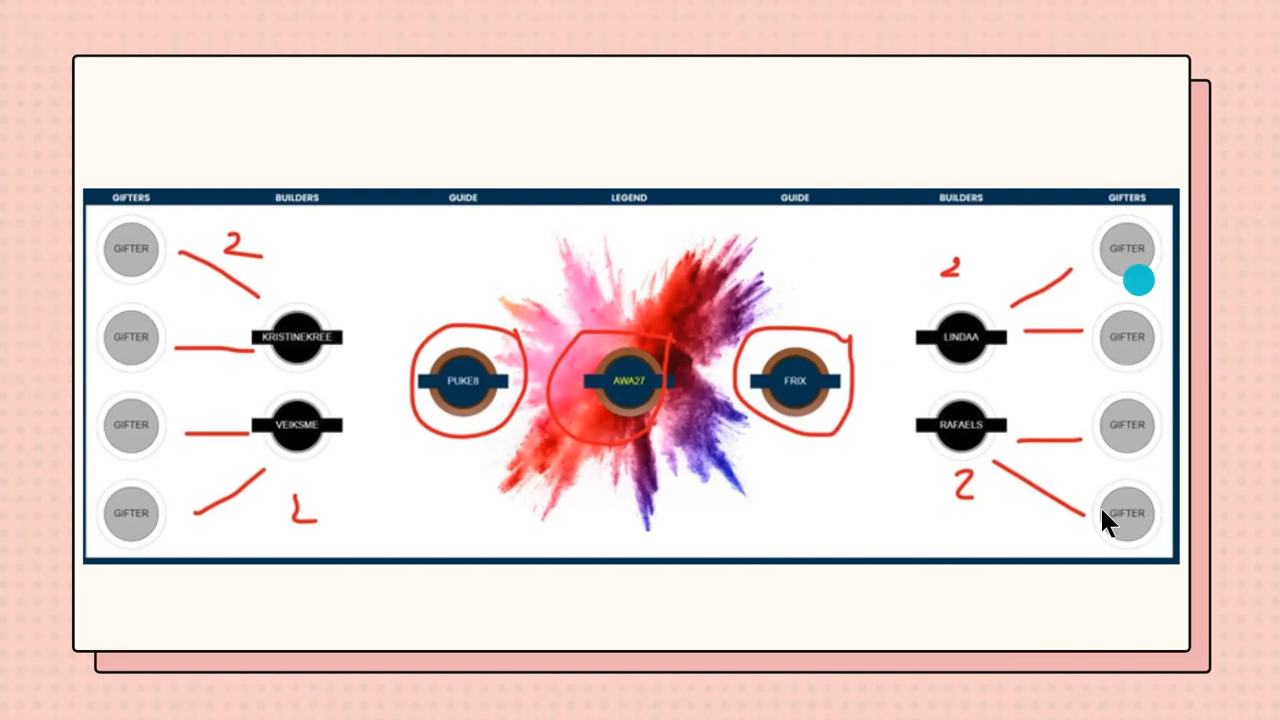 GIFTERS BUILDERS GUIDE LEGEND GUIDE BUILDERS GIFTERS
GIFTER 2 2 GIFTER
GIFTER KRISTINEKREE LINDAA GIFTER
PUKE8 AWA27 FRIX
GIFTER VEIKSME RAFAELS GIFTER
GIFTER 2 2 GIFTER